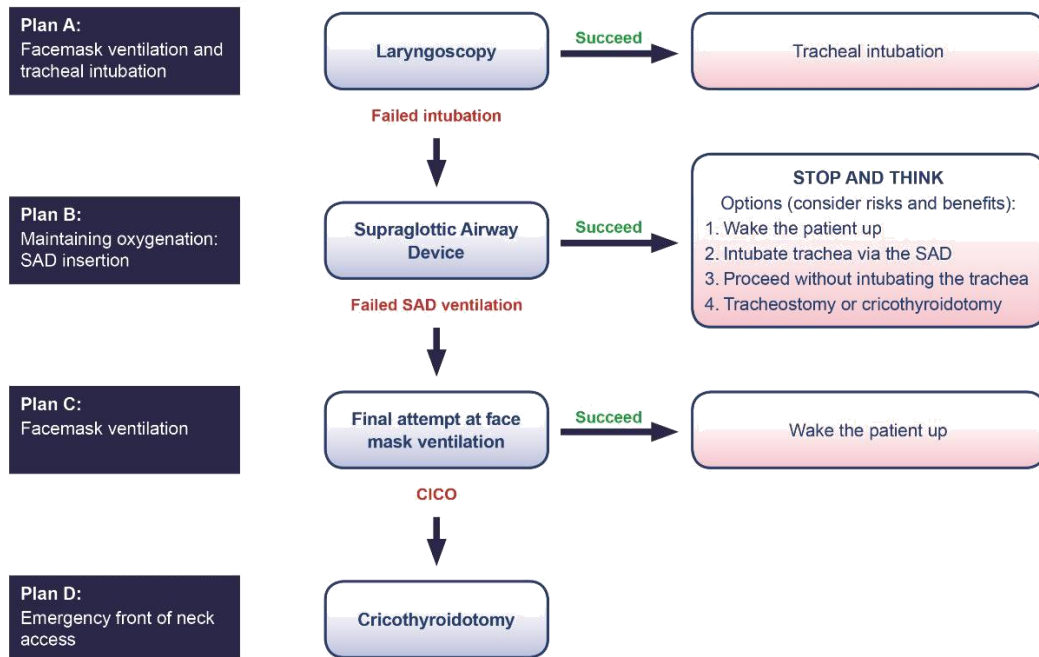 Plan A:
Facemask ventilation and
tracheal intubation
Laryngoscopy
Succeed
Tracheal intubation
Failed intubation
Plan B:
Maintaining oxygenation:
SAD insertion
Supraglottic Airway
Device
Succeed
STOP AND THINK
Options (consider risks and benefits):
1. Wake the patient up
2. Intubate trachea via the SAD
3. Proceed without intubating the trachea
4. Tracheostomy or cricothyroidotomy
Failed SAD ventilation
Plan C:
Facemask ventilation
Final attempt at face
mask ventilation
Succeed
Wake the patient up
CICO
Plan D:
Emergency front of neck
access
Cricothyroidotomy